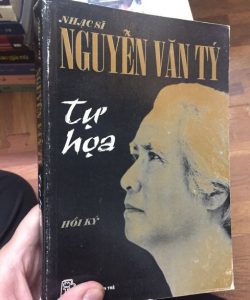 NHẠC SĨ
NGUYỄN VĂN TÝ
tự
họa
HỒI KÝ